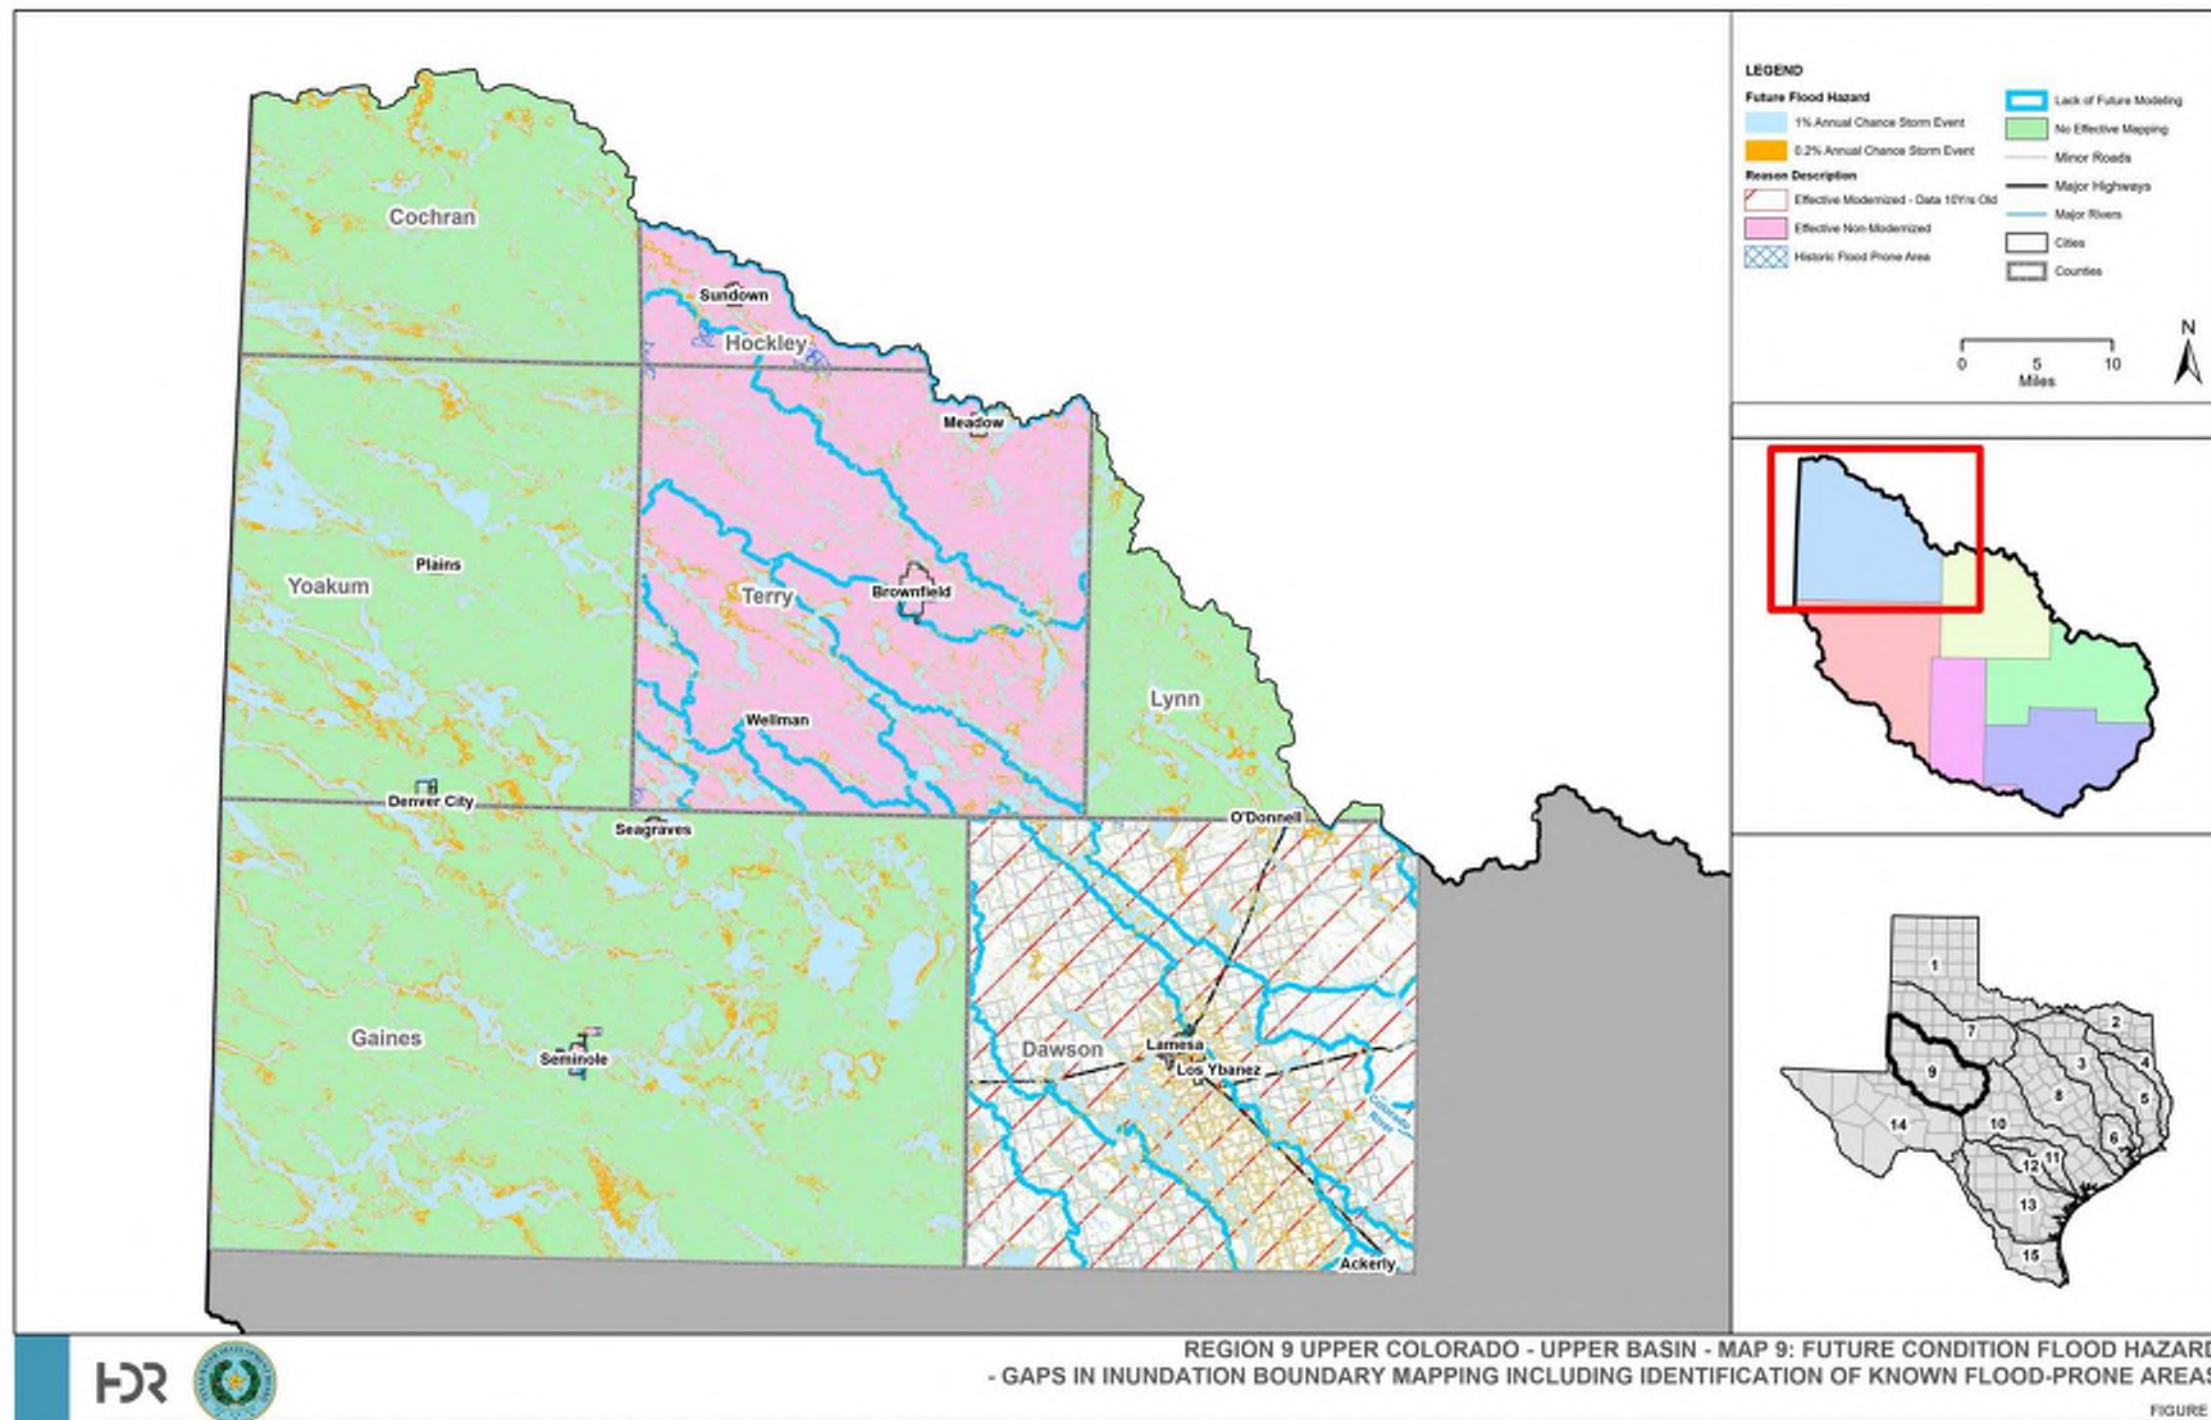 LEGEND
Future Flood Hazard
1% Annual Chance Storm Event
0.2% Annual Chance Storm Event
Reason Description
Effective Modernized - Data 10Yrs Old
Effective Non-Modernized
Historic Flood Prone Area
Lack of Future Modeling
No Effective Mapping
Minor Roads
Major Highways
Major Rivers
Cities
Counties
N
0 5 10
Miles
Cochran
Sundown
Hockley
Meadow
Plains
Yoakum
Terry
Brownfield
Lynn
Wellman
Denver City
Seagraves
O'Donnell
Gaines
Seminole
Dawson
Lamesa
Los Ybanez
Colorado
River
Ackerly
1
2
7
3
4
9
8
5
14
10
6
11
12
13
15
HDR
REGION 9 UPPER COLORADO - UPPER BASIN - MAP 9: FUTURE CONDITION FLOOD HAZARD
- GAPS IN INUNDATION BOUNDARY MAPPING INCLUDING IDENTIFICATION OF KNOWN FLOOD-PRONE AREAS
FIGURE